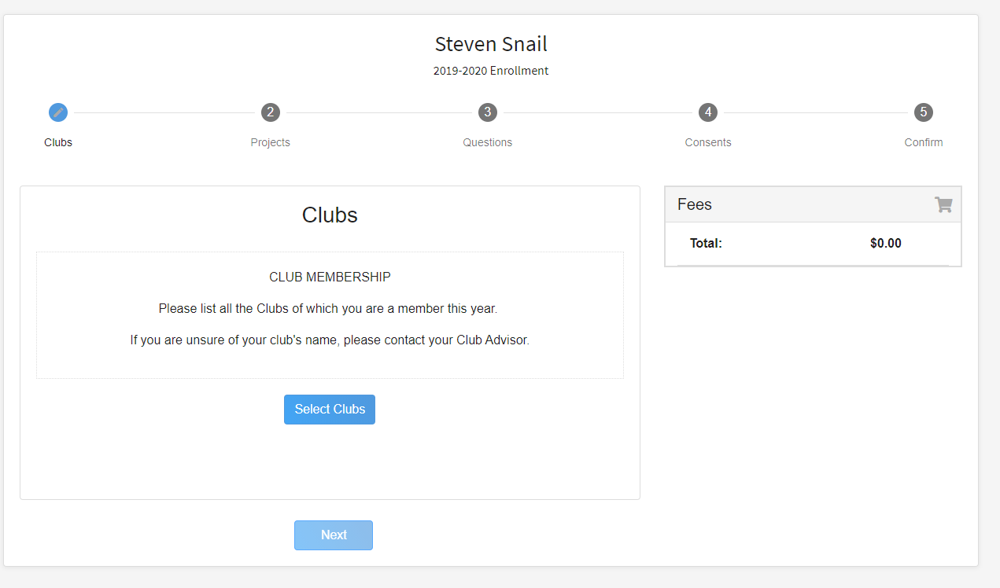 Steven Snail
2019-2020 Enrollment
2
3
4
5
Clubs
Projects
Questions
Consents
Confirm
Clubs
CLUB MEMBERSHIP
Please list all the Clubs of which you are a member this year.
If you are unsure of your club's name, please contact your Club Advisor.
Select Clubs
Next
Fees
Total: $0.00